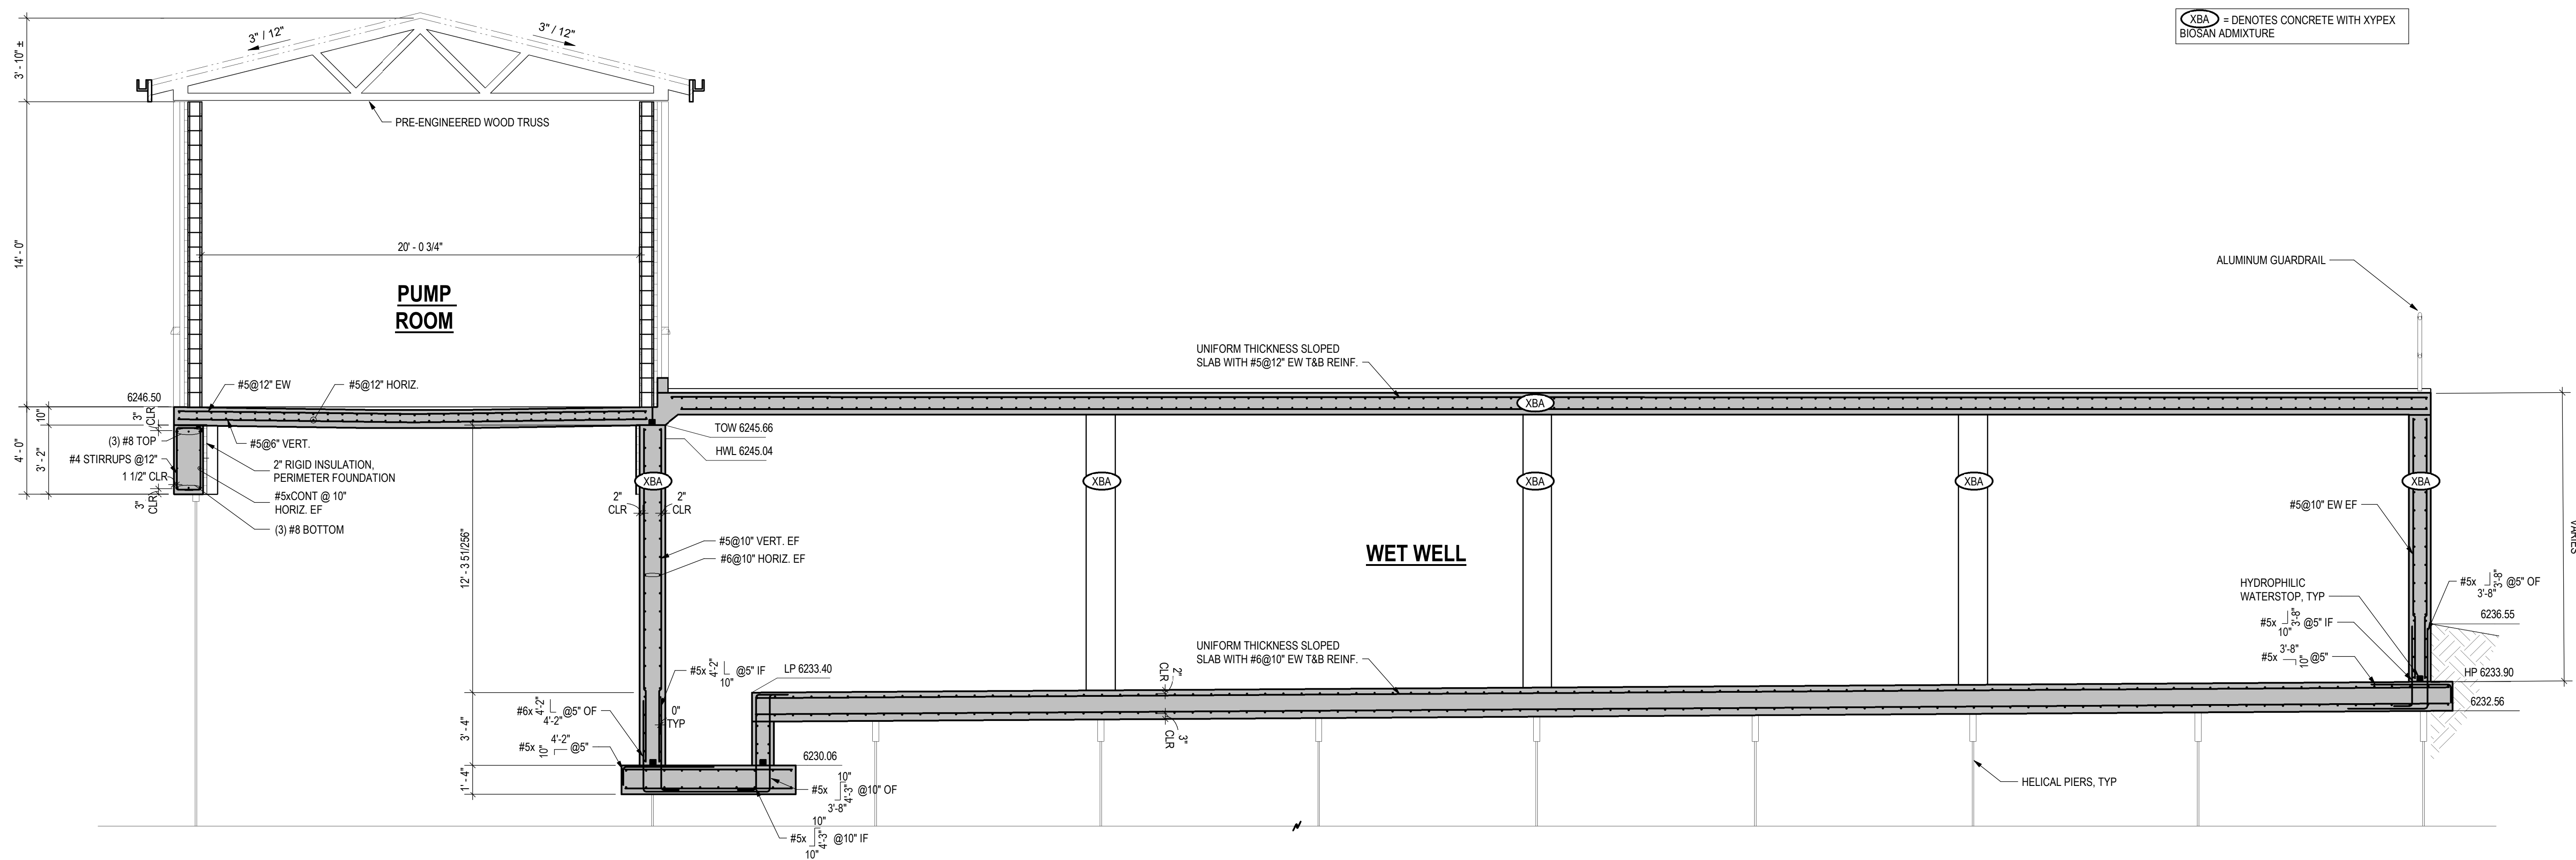 XBA = DENOTES CONCRETE WITH XYPEX
BIOSAN ADMIXTURE
3' - 10" ±
3" / 12"
3" / 12"
PRE-ENGINEERED WOOD TRUSS
14' - 0"
20' - 0 3/4"
PUMP
ROOM
ALUMINUM GUARDRAIL
UNIFORM THICKNESS SLOPED
SLAB WITH #5@12" EW T&B REINF.
#5@12" EW
#5@12" HORIZ.
6246.50
10"
3"
CLR
4' - 0"
3' - 2"
(3) #8 TOP
#5@6" VERT.
#4 STIRRUPS @12"
2" RIGID INSULATION,
PERIMETER FOUNDATION
1 1/2" CLR
#5xCONT @ 10"
HORIZ. EF
3"
CLR
(3) #8 BOTTOM
XBA
TOW 6245.66
HWL 6245.04
XBA
XBA
XBA
XBA
XBA
2"
CLR
2"
CLR
#5@10" VERT. EF
#6@10" HORIZ. EF
12' - 3 51/256"
WET WELL
#5@10" EW EF
VARIES
HYDROPHILIC
WATERSTOP, TYP
#5x 3'-8" @5" OF
3'-8"
6236.55
#5x 3'-8" @5" IF
10"
3'-8"
#5x 10" @5"
HP 6233.90
6232.56
UNIFORM THICKNESS SLOPED
SLAB WITH #6@10" EW T&B REINF.
2"
CLR
3"
CLR
LP 6233.40
#5x 4'-2" @5" IF
10"
#6x 4'-2" @5" OF
4'-2"
0"
TYP
4'-2"
#5x 10" @5"
3' - 4"
1' - 4"
6230.06
10"
#5x 4'-3" @10" OF
3'-8"
10"
#5x 4'-3" @10" IF
10"
HELICAL PIERS, TYP